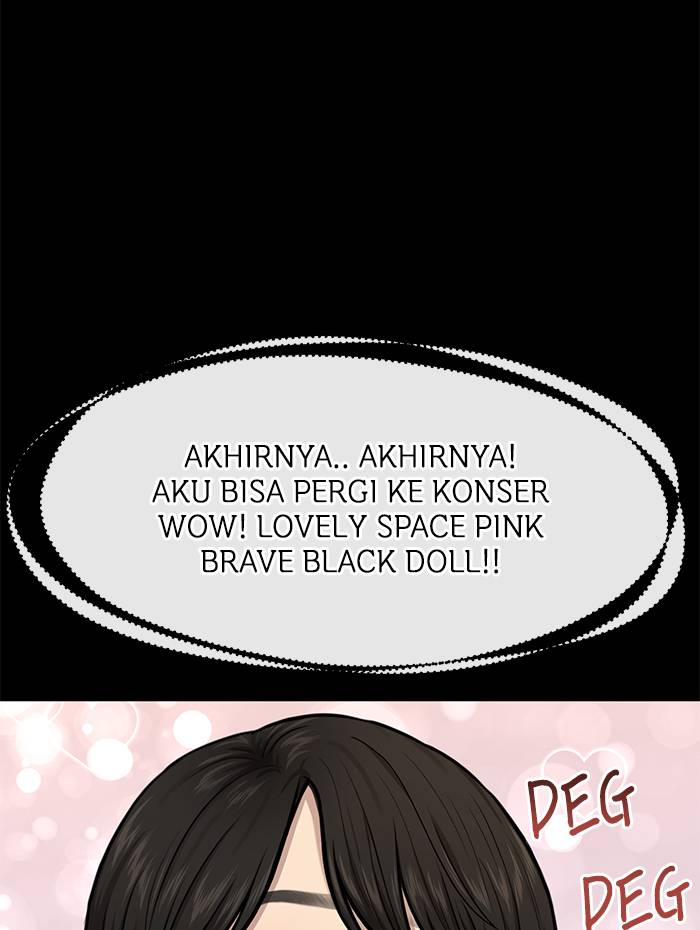 AKHIRNYA.. AKHIRNYA!
AKU BISA PERGI KE KONSER
WOW! LOVELY SPACE PINK
BRAVE BLACK DOLL!!
DEG
DEG